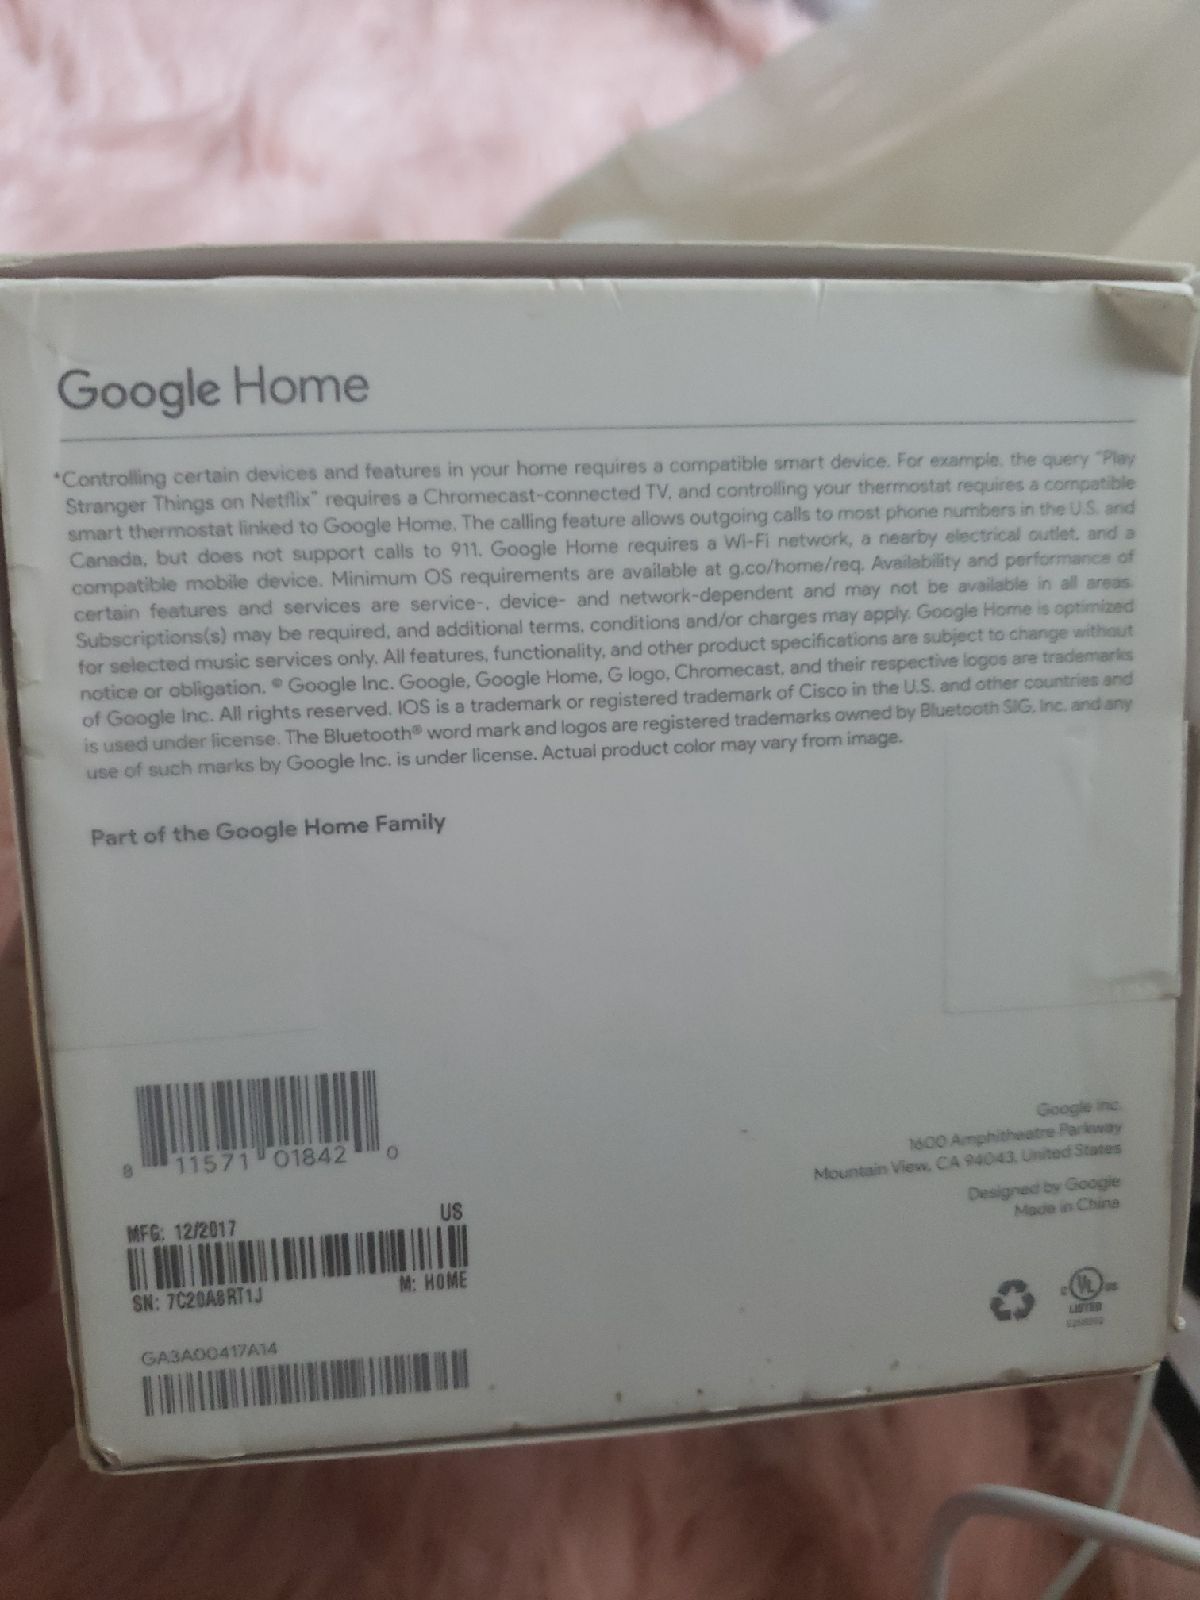 Google Home
*Controlling certain devices and features in your home requires a compatible smart device. For example, the query "Play
Stranger Things on Netflix" requires a Chromecast-connected TV, and controlling your thermostat requires a compatible
smart thermostat linked to Google Home. The calling feature allows outgoing calls to most phone numbers in the U.S. and
Canada, but does not support calls to 911. Google Home requires a Wi-Fi network, a nearby electrical outlet, and a
compatible mobile device. Minimum OS requirements are available at g.co/home/req. Availability and performance of
certain features and services are service-, device- and network-dependent and may not be available in all areas.
Subscriptions(s) may be required, and additional terms, conditions and/or charges may apply. Google Home is optimized
for selected music services only. All features, functionality, and other product specifications are subject to change without
notice or obligation. © Google Inc. Google, Google Home, G logo, Chromecast, and their respective logos are trademarks
of Google Inc. All rights reserved. IOS is a trademark or registered trademark of Cisco in the U.S. and other countries and
is used under license. The Bluetooth® word mark and logos are registered trademarks owned by Bluetooth SIG, Inc. and any
use of such marks by Google Inc. is under license. Actual product color may vary from image.
Part of the Google Home Family
8 11571 01842 0
MFG: 12/2017 US
SN: 7C20A8RT1J M: HOME
GA3A00417A14
Google Inc.
1600 Amphitheatre Parkway
Mountain View, CA 94043, United States
Designed by Google
Made in China
C UL US
LISTED